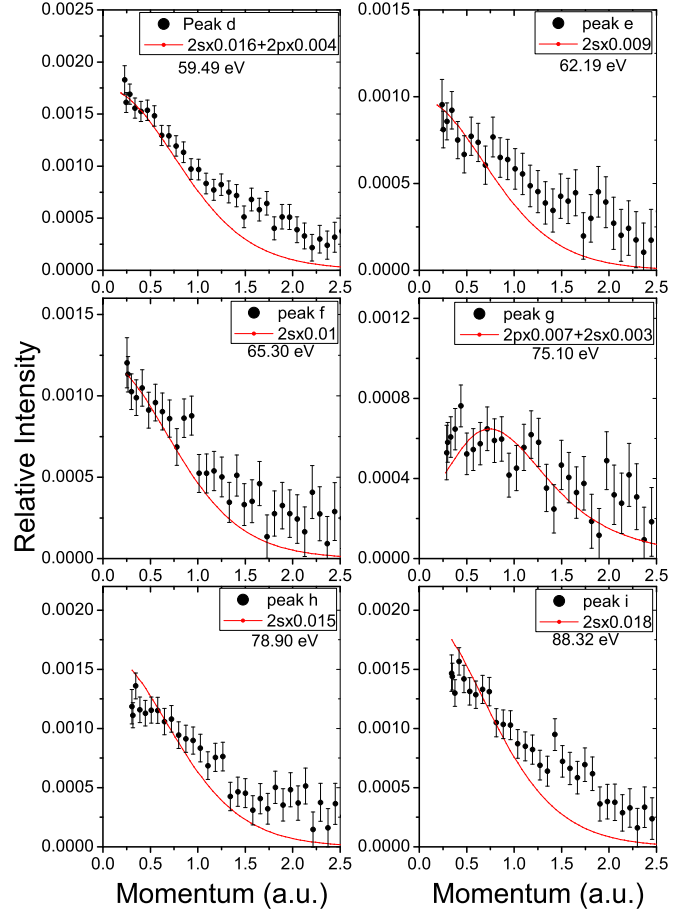 Relative Intensity
0.0025
0.0020
0.0015
0.0010
0.0005
0.0000
Peak d
2sx0.016+2px0.004
59.49 eV
0.0 0.5 1.0 1.5 2.0 2.5
0.0015
0.0010
0.0005
0.0000
peak e
2sx0.009
62.19 eV
0.0 0.5 1.0 1.5 2.0 2.5
0.0015
0.0010
0.0005
0.0000
peak f
2sx0.01
65.30 eV
0.0 0.5 1.0 1.5 2.0 2.5
0.0012
0.0008
0.0004
0.0000
peak g
2px0.007+2sx0.003
75.10 eV
0.0 0.5 1.0 1.5 2.0 2.5
0.0020
0.0015
0.0010
0.0005
0.0000
peak h
2sx0.015
78.90 eV
0.0 0.5 1.0 1.5 2.0 2.5
Momentum (a.u.)
0.0020
0.0015
0.0010
0.0005
0.0000
peak i
2sx0.018
88.32 eV
0.0 0.5 1.0 1.5 2.0 2.5
Momentum (a.u.)